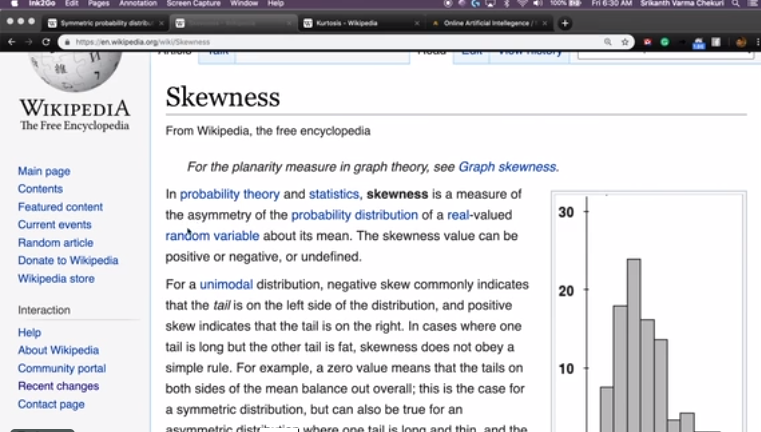 Ink2Go Edit Pages Annotation Screen Capture Window Help 100% Fri 6:30 AM Srikanth Varma Chekuri
Symmetric probability distribu
Kurtosis - Wikipedia
Online Artificial Intellegence /
https://en.wikipedia.org/wiki/Skewness
Article Talk Read Edit View history
WIKIPEDIA
The Free Encyclopedia
Main page
Contents
Featured content
Current events
Random article
Donate to Wikipedia
Wikipedia store
Interaction
Help
About Wikipedia
Community portal
Recent changes
Contact page
Skewness
From Wikipedia, the free encyclopedia
For the planarity measure in graph theory, see Graph skewness.
In probability theory and statistics, skewness is a measure of
the asymmetry of the probability distribution of a real-valued
random variable about its mean. The skewness value can be
positive or negative, or undefined.
For a unimodal distribution, negative skew commonly indicates
that the tail is on the left side of the distribution, and positive
skew indicates that the tail is on the right. In cases where one
tail is long but the other tail is fat, skewness does not obey a
simple rule. For example, a zero value means that the tails on
both sides of the mean balance out overall; this is the case for
a symmetric distribution, but can also be true for an
asymmetric distribution where one tail is long and thin, and the
30
20
10